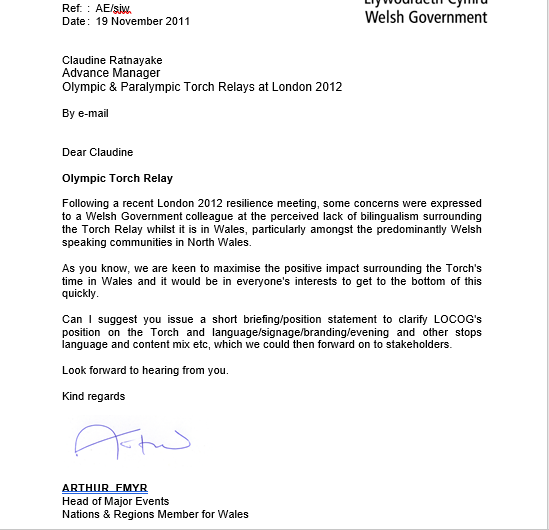 Ref: : AE/siw
Llywodraeth Cymru
Date: 19 November 2011
Welsh Government
Claudine Ratnayake
Advance Manager
Olympic & Paralympic Torch Relays at London 2012
By e-mail
Dear Claudine
Olympic Torch Relay
Following a recent London 2012 resilience meeting, some concerns were expressed
to a Welsh Government colleague at the perceived lack of bilingualism surrounding
the Torch Relay whilst it is in Wales, particularly amongst the predominantly Welsh
speaking communities in North Wales.
As you know, we are keen to maximise the positive impact surrounding the Torch's
time in Wales and it would be in everyone's interests to get to the bottom of this
quickly.
Can I suggest you issue a short briefing/position statement to clarify LOCOG's
position on the Torch and language/signage/branding/evening and other stops
language and content mix etc, which we could then forward on to stakeholders.
Look forward to hearing from you.
Kind regards
ARTHUR EMYR
Head of Major Events
Nations & Regions Member for Wales